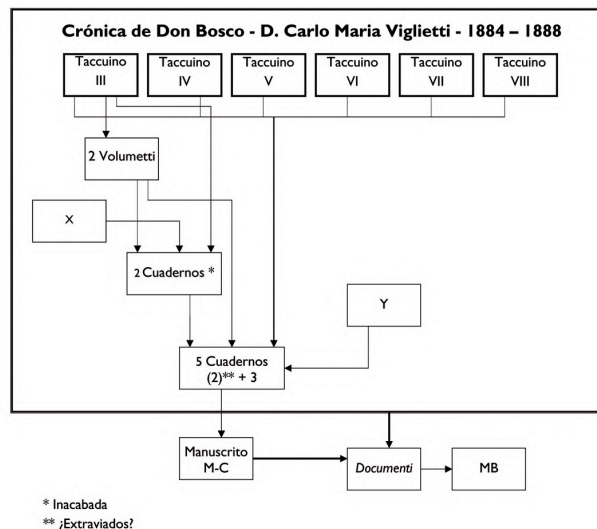 Crónica de Don Bosco - D. Carlo Maria Viglietti - 1884 – 1888
Taccuino III
Taccuino IV
Taccuino V
Taccuino VI
Taccuino VII
Taccuino VIII
2 Volumetti
X
2 Cuadernos *
Y
5 Cuadernos
(2)** + 3
Manuscrito
M-C
Documenti
MB
* Inacabada
** ¿Extraviados?